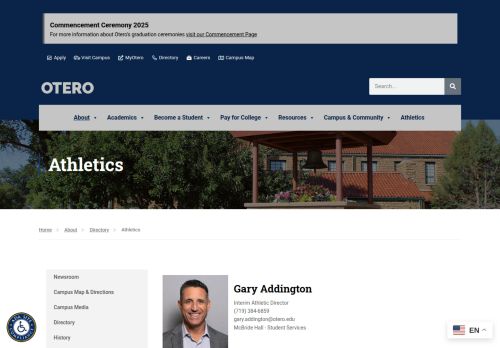 Commencement Ceremony 2025
For more information about Otero's graduation ceremonies visit our Commencement Page
Apply Visit Campus MyOtero Directory Careers Campus Map
OTERO
Search...
About Academics Become a Student Pay for College Resources Campus & Community Athletics
Athletics
Home > About > Directory > Athletics
Newsroom
Campus Map & Directions
Campus Media
Directory
History
Gary Addington
Interim Athletic Director
(719) 384-6859
gary.addington@otero.edu
McBride Hall - Student Services
EN